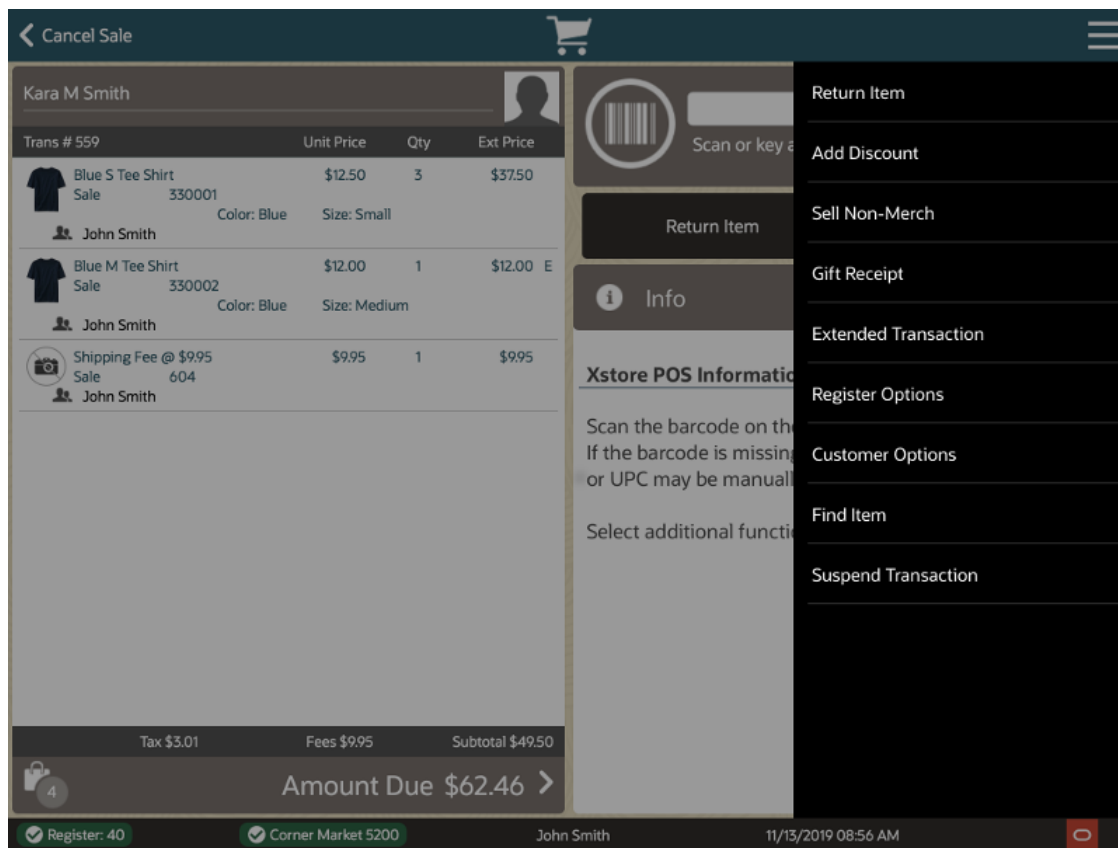 Cancel Sale
Kara M Smith
Trans # 559 Unit Price Qty Ext Price
Blue S Tee Shirt $12.50 3 $37.50
Sale 330001
Color: Blue Size: Small
John Smith
Blue M Tee Shirt $12.00 1 $12.00 E
Sale 330002
Color: Blue Size: Medium
John Smith
Shipping Fee @ $9.95 $9.95 1 $9.95
Sale 604
John Smith
Tax $3.01 Fees $9.95 Subtotal $49.50
4
Amount Due $62.46
Scan or key a
Return Item
Info
Xstore POS Informatio
Scan the barcode on th
If the barcode is missing
or UPC may be manuall
Select additional functi
Return Item
Add Discount
Sell Non-Merch
Gift Receipt
Extended Transaction
Register Options
Customer Options
Find Item
Suspend Transaction
Register: 40 Corner Market 5200 John Smith 11/13/2019 08:56 AM